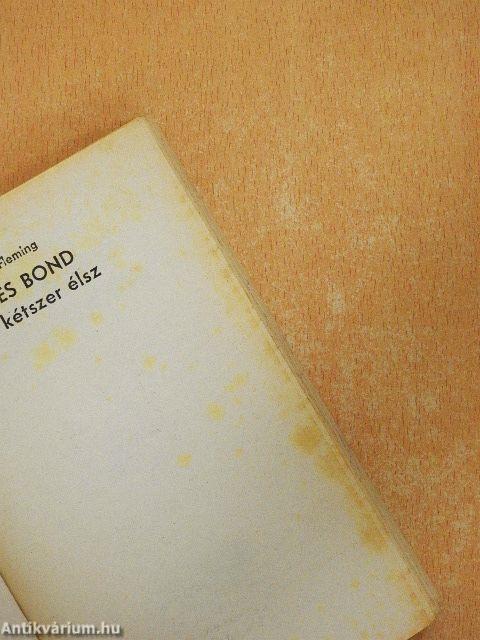 Fleming
ES BOND
kétszer élsz
Antikvárium.hu